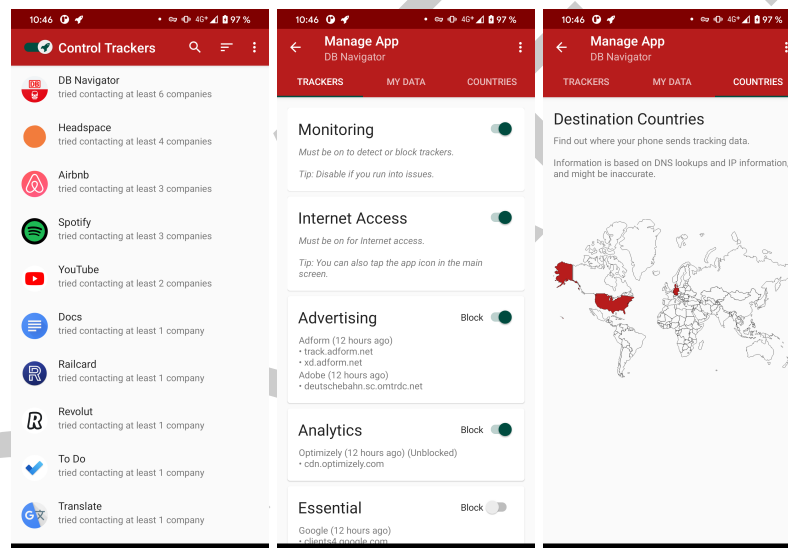 10:46
4G+
97 %
Control Trackers
DB Navigator
tried contacting at least 6 companies
Headspace
tried contacting at least 4 companies
Airbnb
tried contacting at least 3 companies
Spotify
tried contacting at least 3 companies
YouTube
tried contacting at least 2 companies
Docs
tried contacting at least 1 company
Railcard
tried contacting at least 1 company
Revolut
tried contacting at least 1 company
To Do
tried contacting at least 1 company
Translate
tried contacting at least 1 company
10:46
4G+
97 %
Manage App
DB Navigator
TRACKERS MY DATA COUNTRIES
Monitoring
Must be on to detect or block trackers.
Tip: Disable if you run into issues.
Internet Access
Must be on for Internet access.
Tip: You can also tap the app icon in the main
screen.
Advertising Block
Adform (12 hours ago)
• track.adform.net
• xd.adform.net
Adobe (12 hours ago)
• deutschebahn.sc.omtrdc.net
Analytics Block
Optimizely (12 hours ago) (Unblocked)
• cdn.optimizely.com
Essential Block
Google (12 hours ago)
• clients4.google.com
10:46
4G+
97 %
Manage App
DB Navigator
TRACKERS MY DATA COUNTRIES
Destination Countries
Find out where your phone sends tracking data.
Information is based on DNS lookups and IP information,
and might be inaccurate.